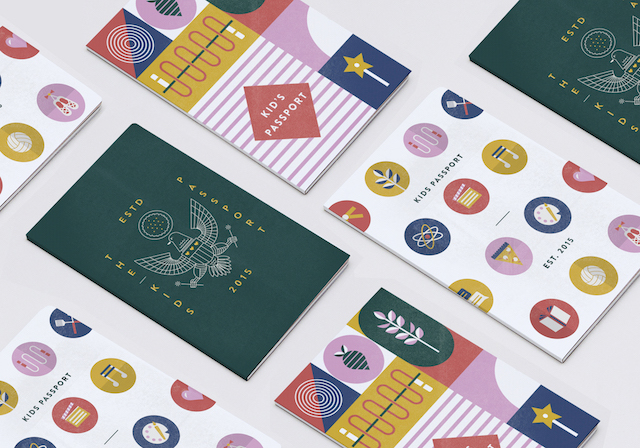 KID'S
PASSPORT
ESTD
THE KIDS
ESTD PASSPORT
THE KIDS 2015
KIDS PASSPORT
EST. 2015
KIDS PASSPORT